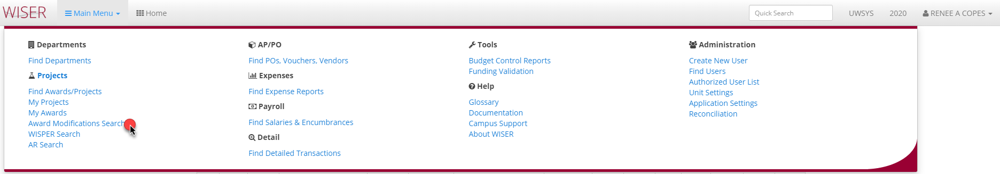 WISER
Main Menu
Home
Quick Search
UWSYS
2020
RENEE A COPES
Departments
Find Departments
Projects
Find Awards/Projects
My Projects
My Awards
Award Modifications Search
WISPER Search
AR Search
AP/PO
Find POs, Vouchers, Vendors
Expenses
Find Expense Reports
Payroll
Find Salaries & Encumbrances
Detail
Find Detailed Transactions
Tools
Budget Control Reports
Funding Validation
Help
Glossary
Documentation
Campus Support
About WISER
Administration
Create New User
Find Users
Authorized User List
Unit Settings
Application Settings
Reconciliation